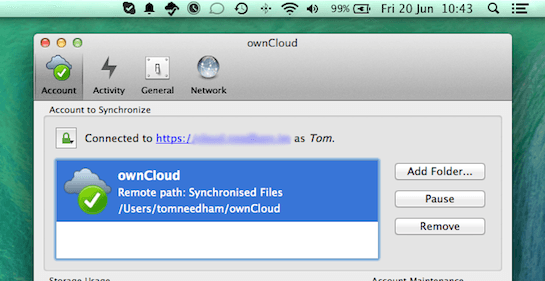 99% Fri 20 Jun 10:43
ownCloud
Account Activity General Network
Account to Synchronize
Connected to https:/ as Tom.
ownCloud
Remote path: Synchronised Files
/Users/tomneedham/ownCloud
Add Folder...
Pause
Remove
Storage Usage
Account Maintenance